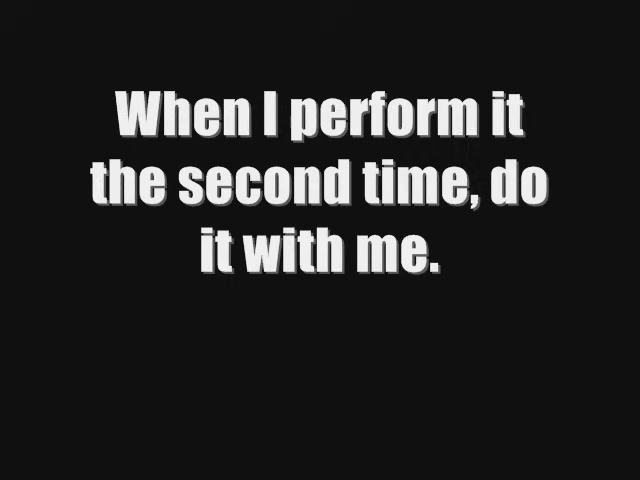 When I perform it
the second time, do
it with me.